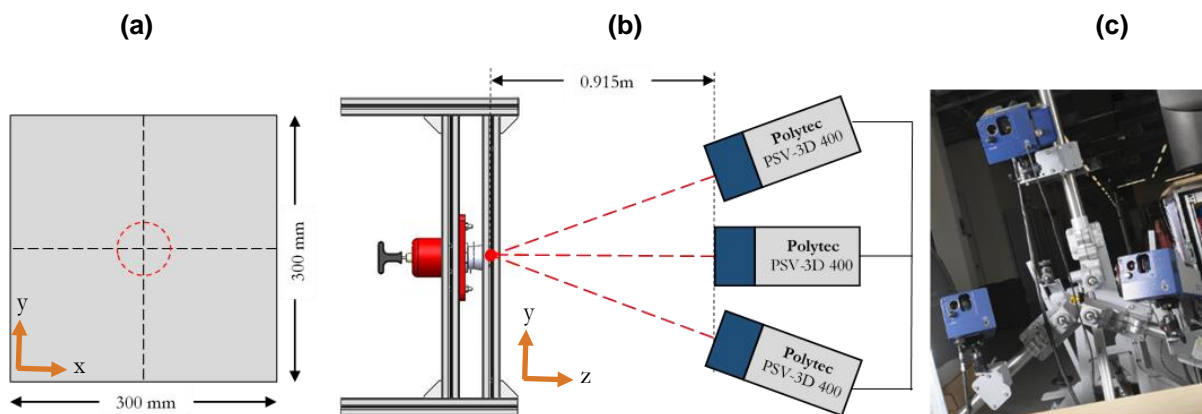 (a)
(b)
(c)
0.915m
Polytec
PSV-3D 400
Polytec
PSV-3D 400
Polytec
PSV-3D 400
300 mm
300 mm
y
x
y
z